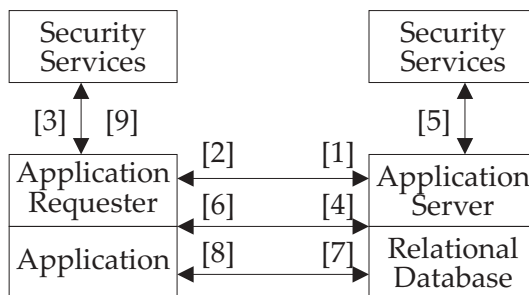 Security
Services
Security
Services
[3] [9]
[5]
[2] [1]
Application
Requester
Application
Server
[6] [4]
Application
[8] [7]
Relational
Database